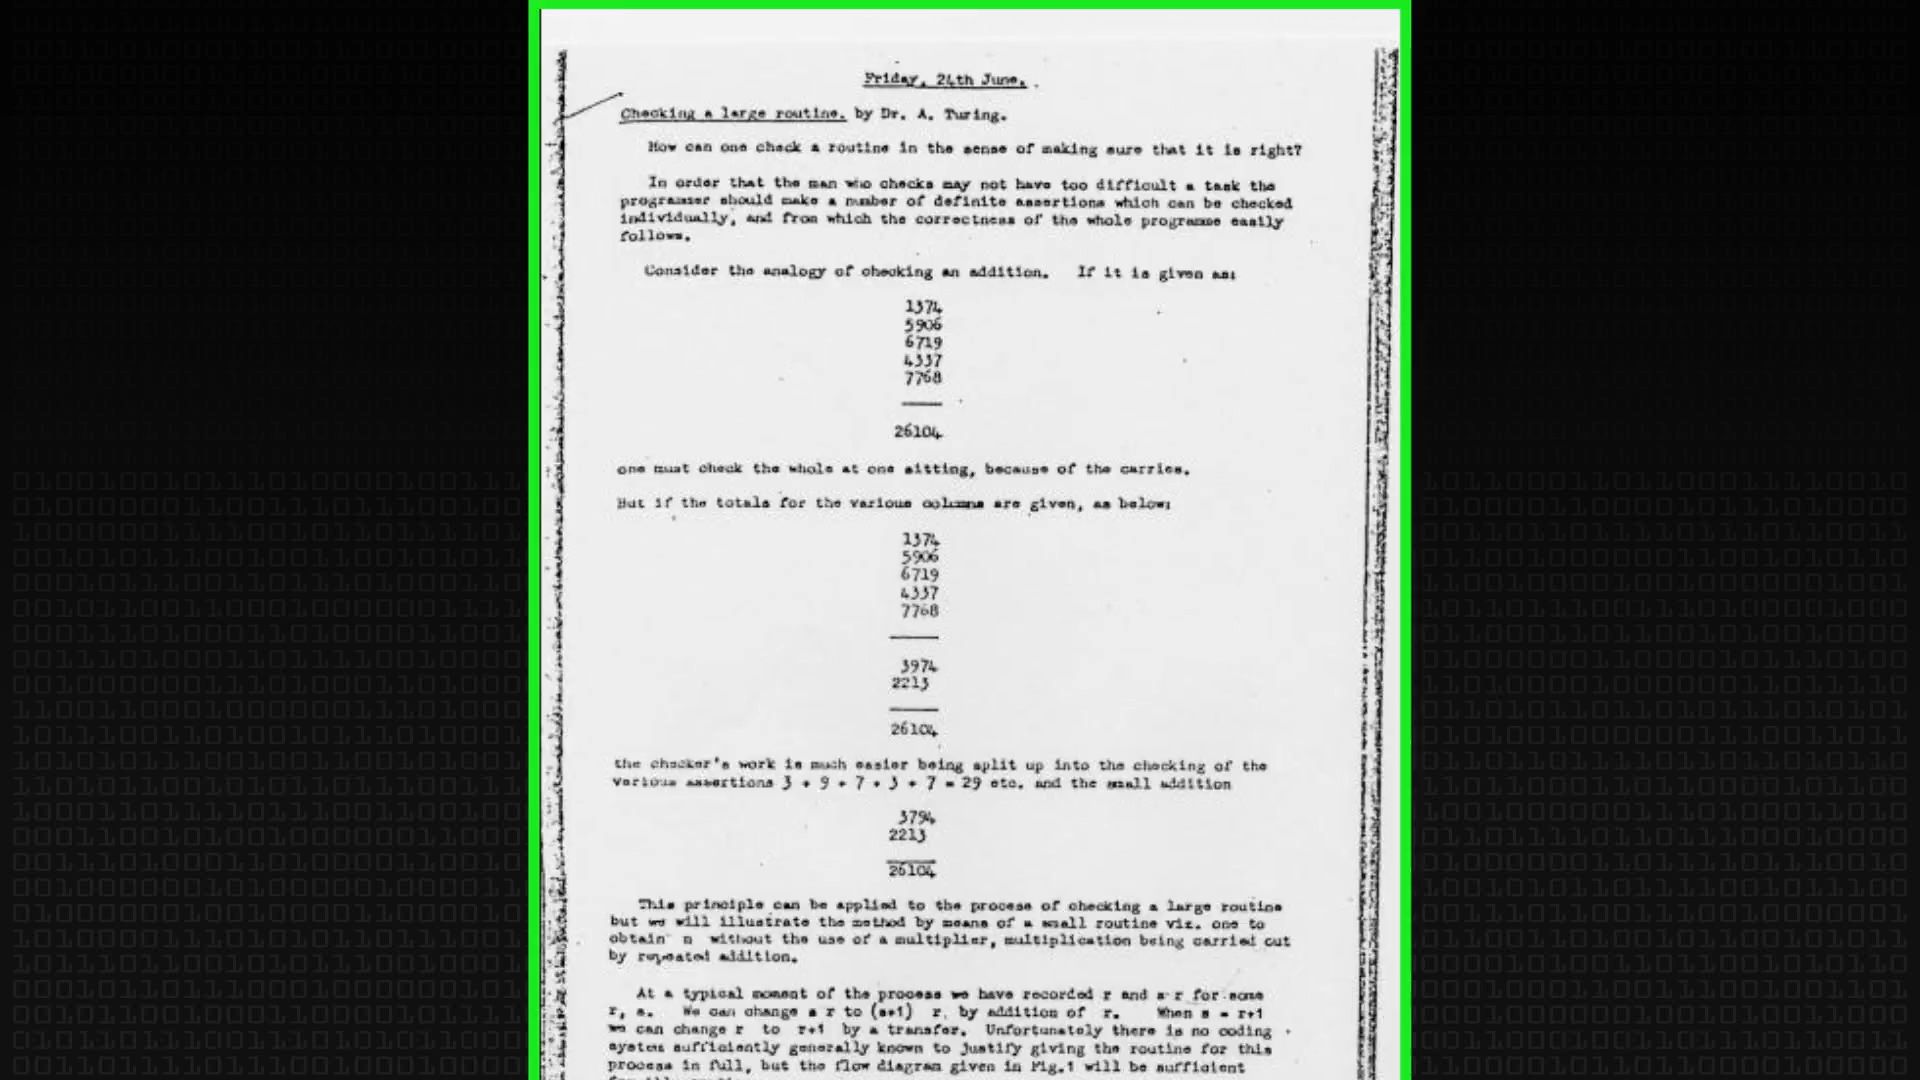 Friday, 24th June.
Checking a large routine. by Dr. A. Turing.
How can one check a routine in the sense of making sure that it is right?
In order that the man who checks may not have too difficult a task the
programmer should make a number of definite assertions which can be checked
individually, and from which the correctness of the whole programme easily
follows.
Consider the analogy of checking an addition. If it is given as:
1374
5906
6719
4337
7768
26104
one must check the whole at one sitting, because of the carries.
But if the totals for the various columns are given, as below:
1374
5906
6719
4337
7768
3974
2213
26104
the checker's work is much easier being split up into the checking of the
various assertions 3 + 9 + 7 + 3 + 7 = 29 etc. and the small addition
3794
2213
26104
This principle can be applied to the process of checking a large routine
but we will illustrate the method by means of a small routine viz. one to
obtain n without the use of a multiplier, multiplication being carried out
by repeated addition.
At a typical moment of the process we have recorded r and s r for some
r, s. We can change s r to (s+1) r by addition of r. When s = r+1
we can change r to r+1 by a transfer. Unfortunately there is no coding
system sufficiently generally known to justify giving the routine for this
process in full, but the flow diagram given in Fig.1 will be sufficient